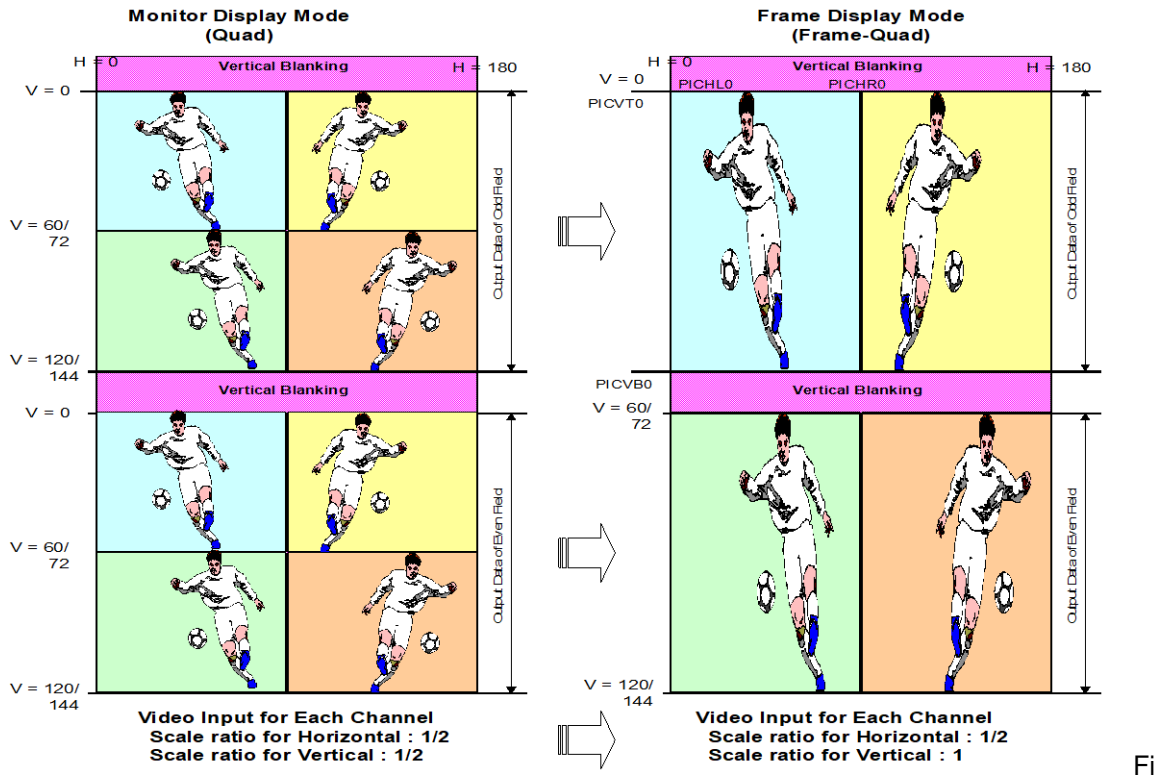 Monitor Display Mode
(Quad)
H = 0
Vertical Blanking
H = 180
V = 0
Output Data of Odd Field
V = 60/
72
V = 120/
144
Vertical Blanking
V = 0
Output Data of Even Field
V = 60/
72
V = 120/
144
Video Input for Each Channel
Scale ratio for Horizontal : 1/2
Scale ratio for Vertical : 1/2
Frame Display Mode
(Frame-Quad)
H = 0
Vertical Blanking
H = 180
V = 0
PICHL0
PICHR0
PICVT0
Output Data of Odd Field
PICVB0
Vertical Blanking
V = 60/
72
Output Data of Even Field
V = 120/
144
Video Input for Each Channel
Scale ratio for Horizontal : 1/2
Scale ratio for Vertical : 1
Fi